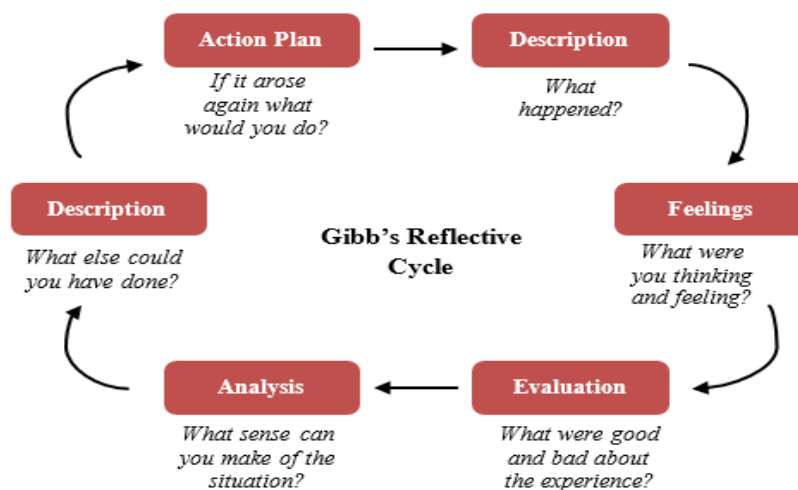 Action Plan
If it arose
again what
would you do?
Description
What
happened?
Feelings
What were
you thinking
and feeling?
Evaluation
What were good
and bad about
the experience?
Analysis
What sense can
you make of the
situation?
Description
What else could
you have done?
Gibb's Reflective
Cycle